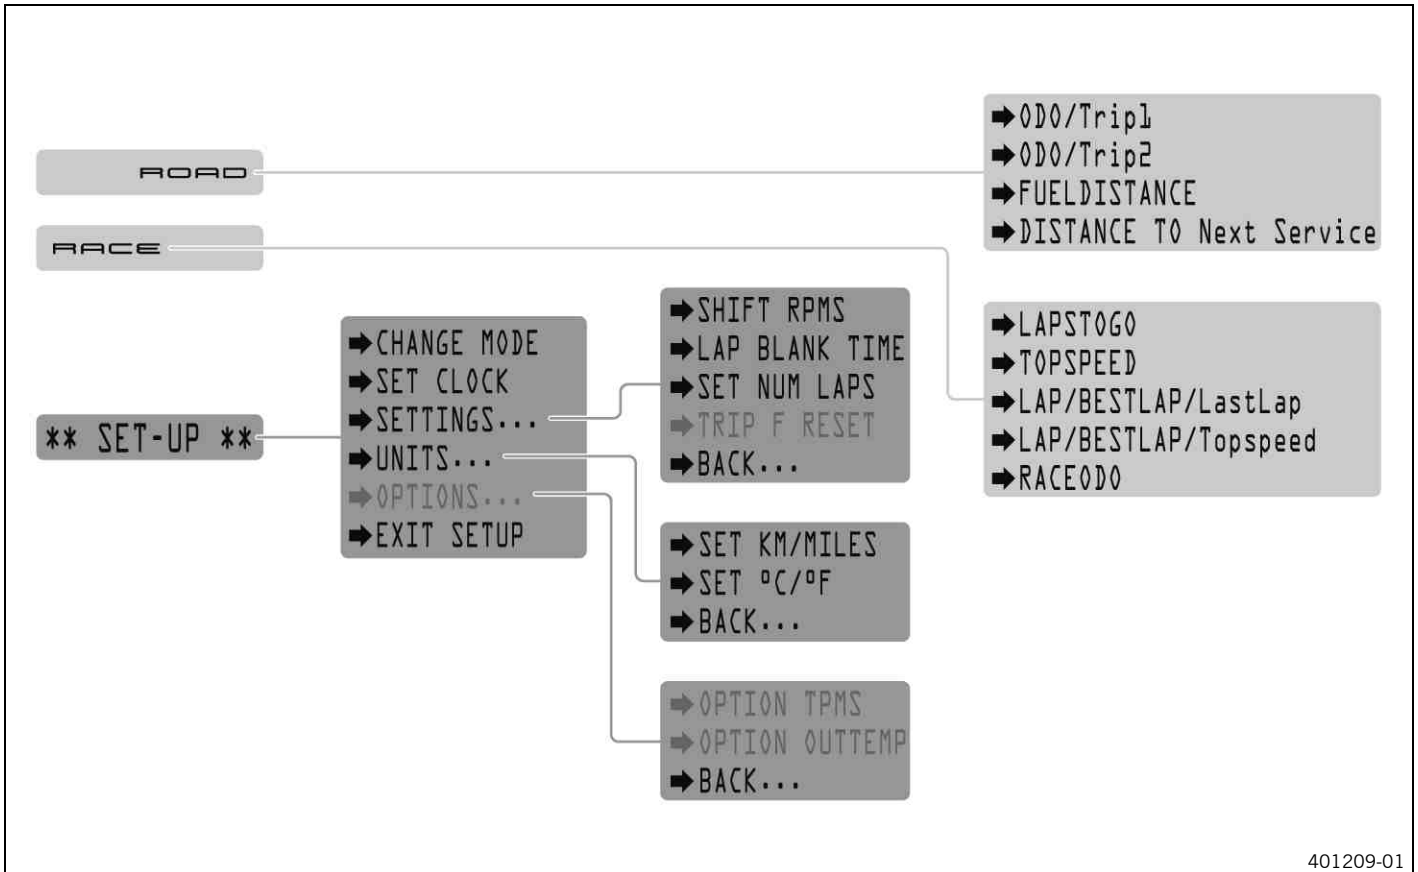 ROAD
RACE
** SET-UP **
➡CHANGE MODE
➡SET CLOCK
➡SETTINGS...
➡UNITS...
➡OPTIONS...
➡EXIT SETUP
➡SHIFT RPMS
➡LAP BLANK TIME
➡SET NUM LAPS
➡TRIP F RESET
➡BACK...
➡SET KM/MILES
➡SET ºC/ºF
➡BACK...
➡OPTION TPMS
➡OPTION OUTTEMP
➡BACK...
➡ODO/Trip1
➡ODO/Trip2
➡FUELDISTANCE
➡DISTANCE TO Next Service
➡LAPSTOGO
➡TOPSPEED
➡LAP/BESTLAP/LastLap
➡LAP/BESTLAP/Topspeed
➡RACEODO
401209-01